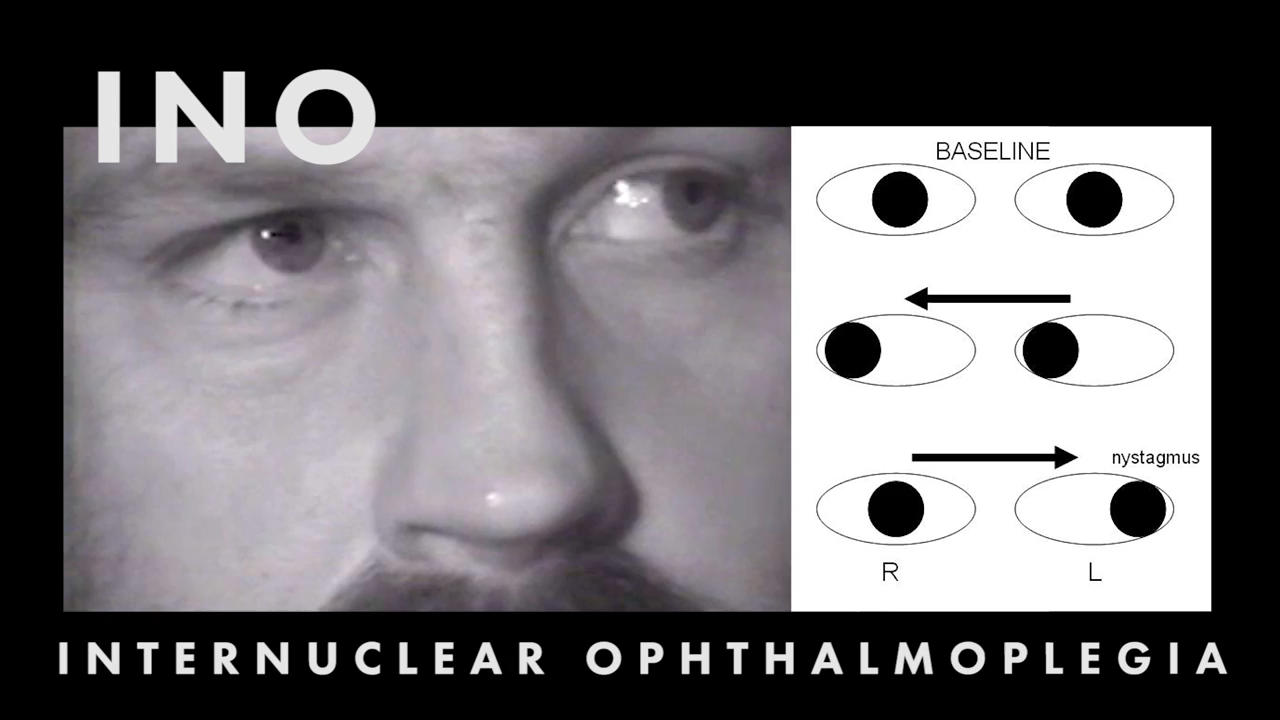 INO
BASELINE
nystagmus
R L
INTERNUCLEAR OPHTHALMOPLEGIA